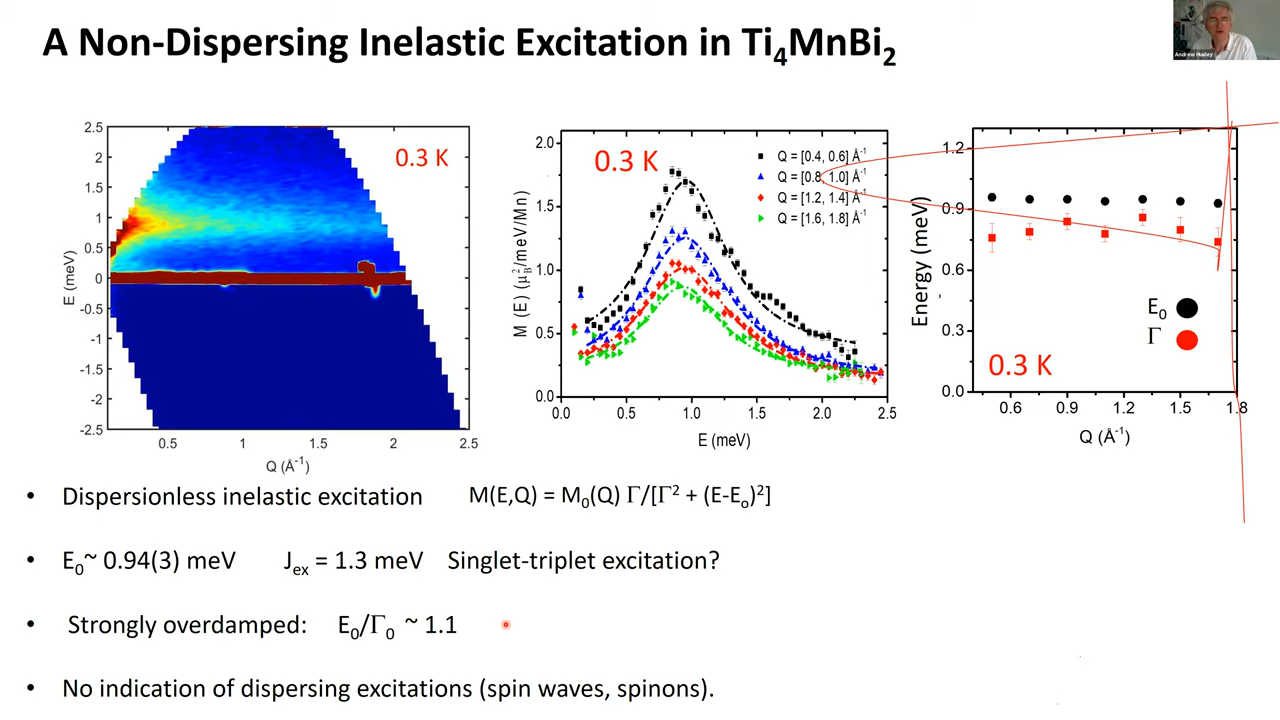 A Non-Dispersing Inelastic Excitation in Ti₄MnBi₂
Andrew Huxley
E (meV)
2.5
2
1.5
1
0.5
0
-0.5
-1
-1.5
-2
-2.5
0.3 K
0.5
1
1.5
2
2.5
Q (Å⁻¹)
M (E) (μ²_B/meV/Mn)
2.0
1.5
1.0
0.5
0.0
0.3 K
Q = [0.4, 0.6] Å⁻¹
Q = [0.8, 1.0] Å⁻¹
Q = [1.2, 1.4] Å⁻¹
Q = [1.6, 1.8] Å⁻¹
0.0
0.5
1.0
1.5
2.0
2.5
E (meV)
Energy (meV)
1.2
0.9
0.6
0.3
0.0
E₀
Γ
0.3 K
0.6
0.9
1.2
1.5
1.8
Q (Å⁻¹)
• Dispersionless inelastic excitation M(E,Q) = M₀(Q) Γ/[Γ² + (E-Eₒ)²]
• E₀~ 0.94(3) meV J_ex = 1.3 meV Singlet-triplet excitation?
• Strongly overdamped: E₀/Γ₀ ~ 1.1
• No indication of dispersing excitations (spin waves, spinons).